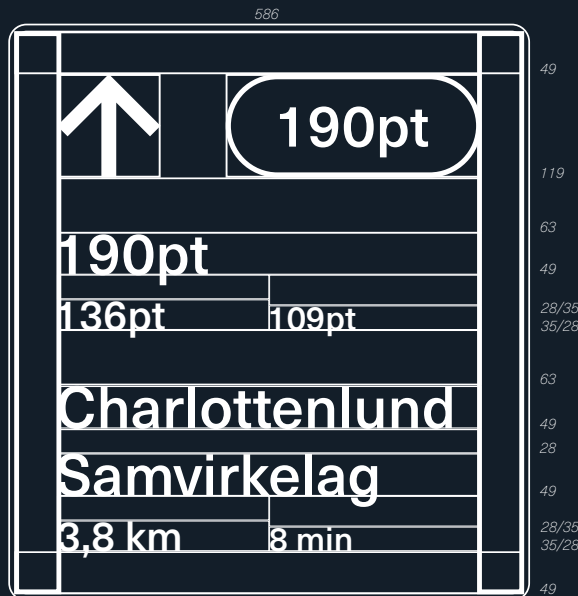 586
49
190pt
119
63
190pt
49
136pt 109pt
28/35
35/28
63
Charlottenlund
49
28
Samvirkelag
49
3,8 km 8 min
28/35
35/28
49